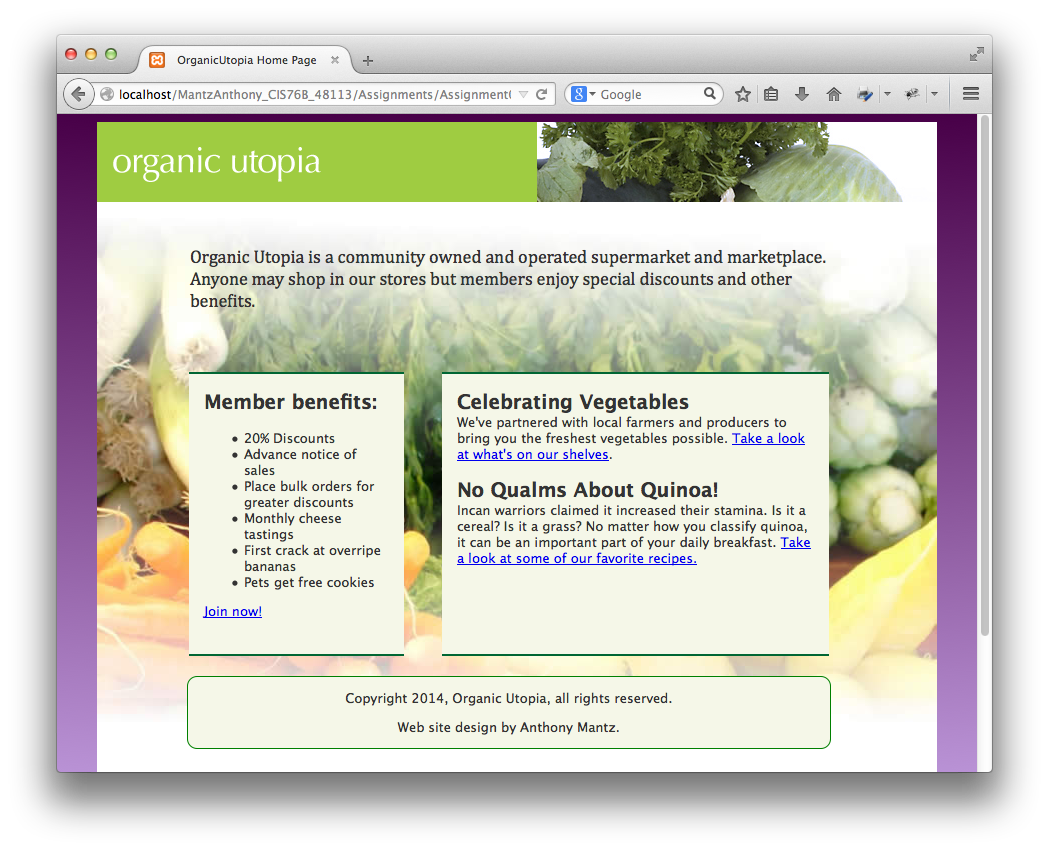 OrganicUtopia Home Page
localhost/MantzAnthony_CIS76B_48113/Assignments/Assignment
Google
organic utopia
Organic Utopia is a community owned and operated supermarket and marketplace.
Anyone may shop in our stores but members enjoy special discounts and other
benefits.
Member benefits:
• 20% Discounts
• Advance notice of
sales
• Place bulk orders for
greater discounts
• Monthly cheese
tastings
• First crack at overripe
bananas
• Pets get free cookies
Join now!
Celebrating Vegetables
We've partnered with local farmers and producers to
bring you the freshest vegetables possible. Take a look
at what's on our shelves.
No Qualms About Quinoa!
Incan warriors claimed it increased their stamina. Is it a
cereal? Is it a grass? No matter how you classify quinoa,
it can be an important part of your daily breakfast. Take
a look at some of our favorite recipes.
Copyright 2014, Organic Utopia, all rights reserved.
Web site design by Anthony Mantz.